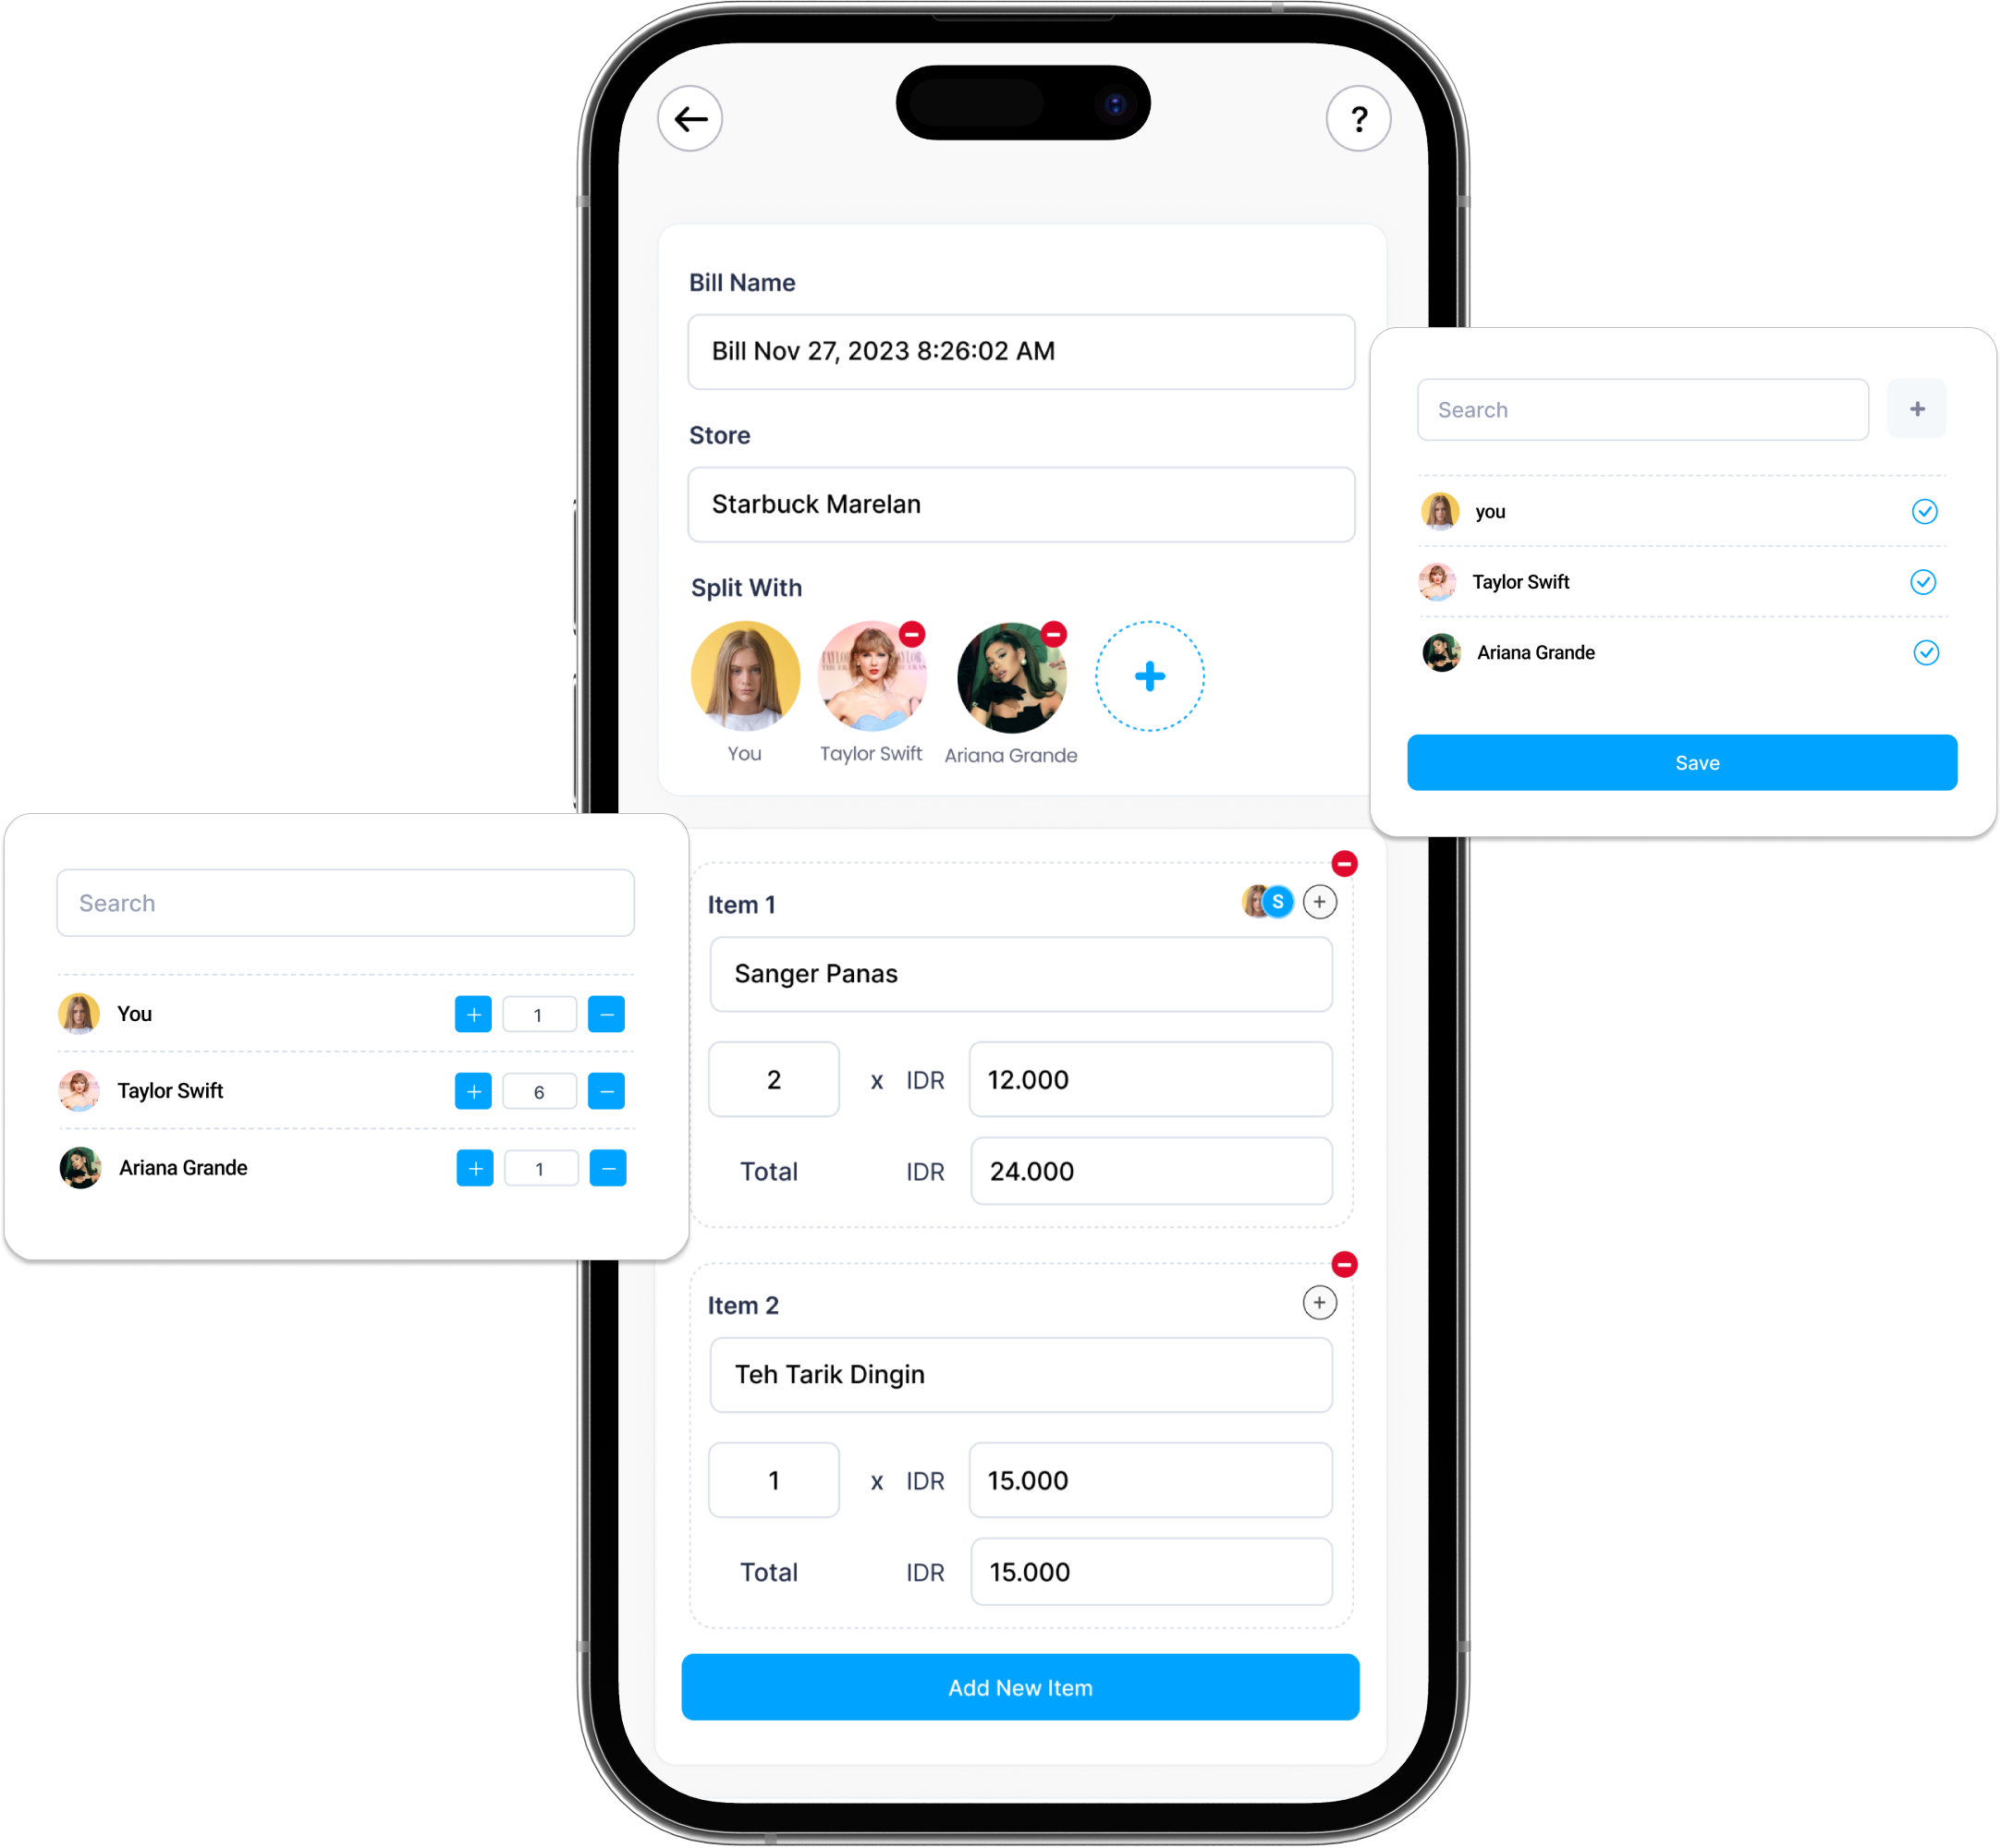 ?
Bill Name
Bill Nov 27, 2023 8:26:02 AM
Store
Starbuck Marelan
Split With
You
Taylor Swift
Ariana Grande
Search
you
Taylor Swift
Ariana Grande
Save
Search
You
+ 1 −
Taylor Swift
+ 6 −
Ariana Grande
+ 1 −
Item 1
S
Sanger Panas
2 x IDR 12.000
Total IDR 24.000
Item 2
Teh Tarik Dingin
1 x IDR 15.000
Total IDR 15.000
Add New Item